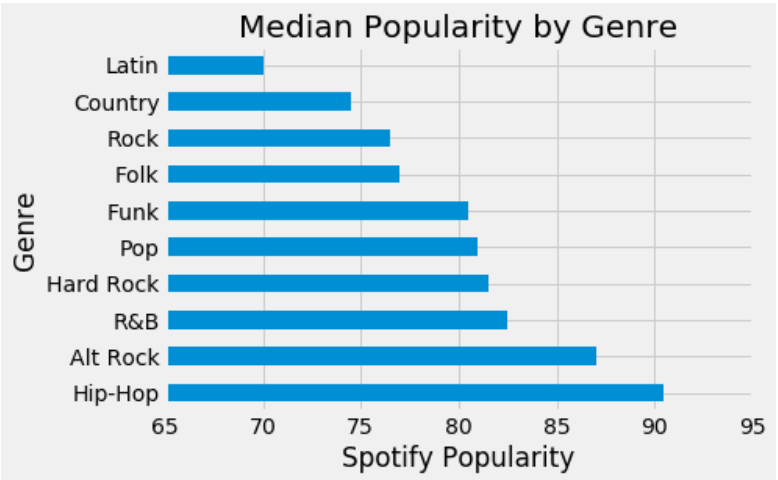 Median Popularity by Genre
Latin
Country
Rock
Folk
Funk
Pop
Hard Rock
R&B
Alt Rock
Hip-Hop
Genre
65 70 75 80 85 90 95
Spotify Popularity